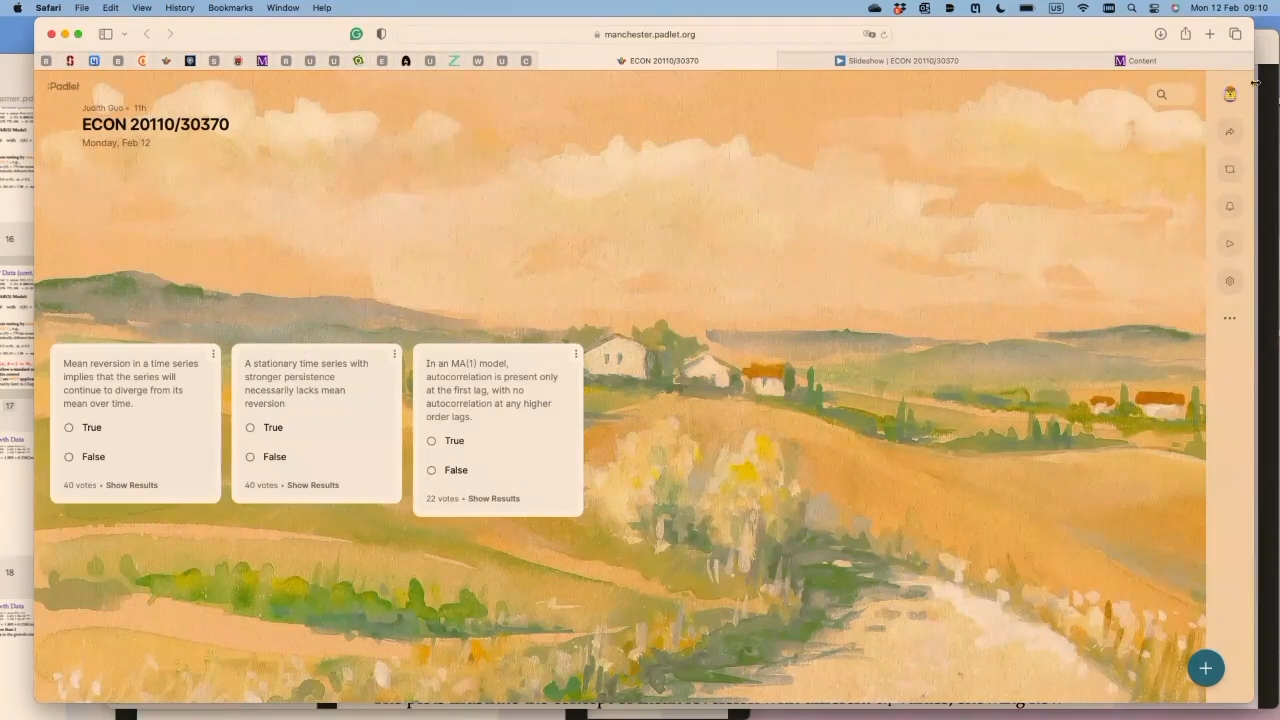 Safari File Edit View History Bookmarks Window Help
US
Mon 12 Feb 09:10
manchester.padlet.org
ECON 20110/30370
Slideshow | ECON 20110/30370
Content
:Padlet
Judith Guo • 11h
ECON 20110/30370
Monday, Feb 12
Mean reversion in a time series
implies that the series will
continue to diverge from its
mean over time.
True
False
40 votes • Show Results
A stationary time series with
stronger persistence
necessarily lacks mean
reversion
True
False
40 votes • Show Results
In an MA(1) model,
autocorrelation is present only
at the first lag, with no
autocorrelation at any higher
order lags.
True
False
22 votes • Show Results
16
17
18